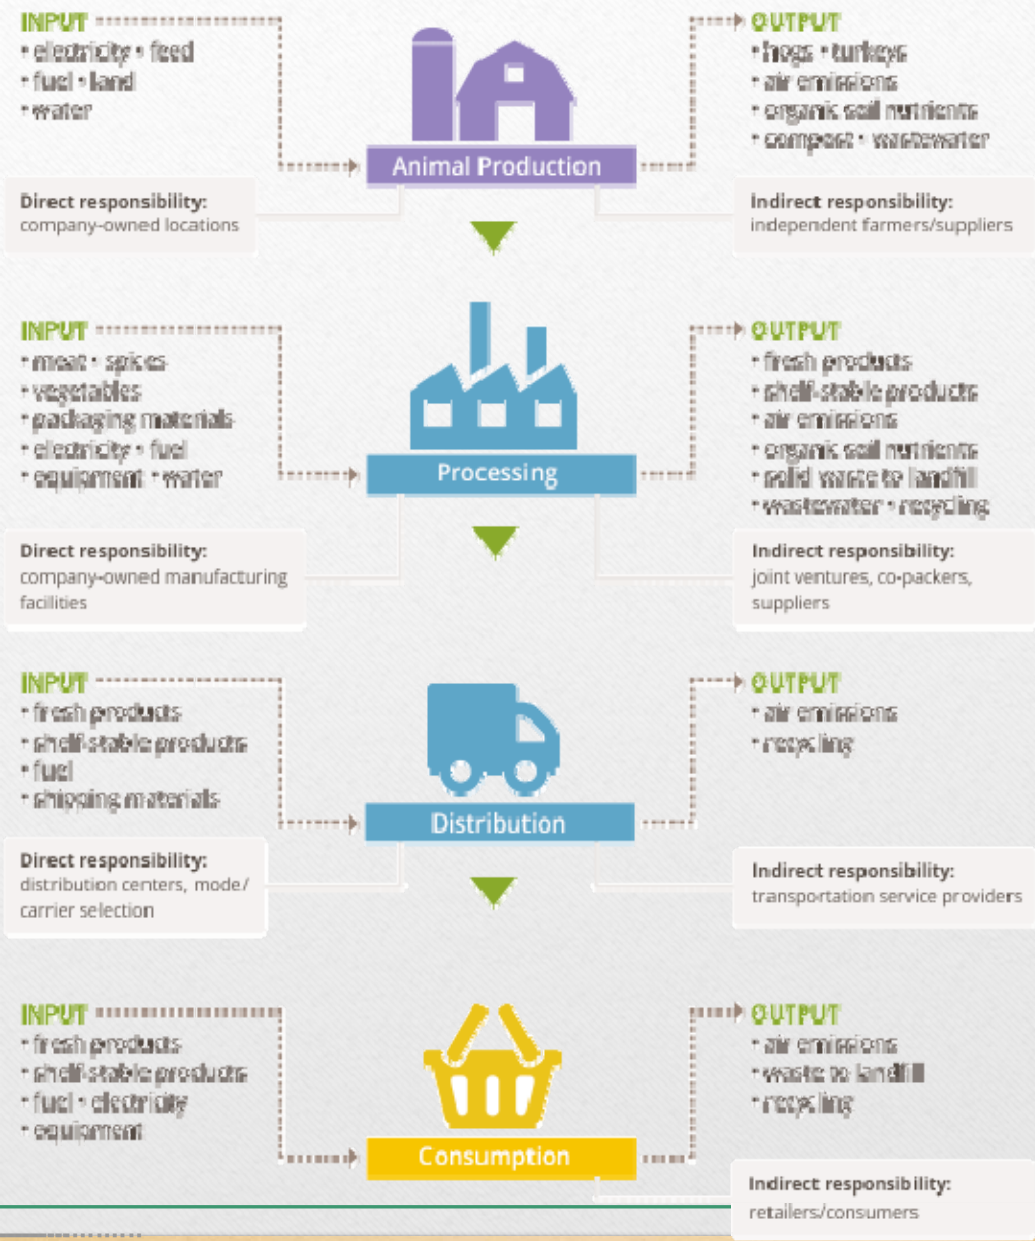 INPUT
• electricity • feed
• fuel • land
• water
OUTPUT
• hogs • turkeys
• air emissions
• organic soil nutrients
• compost • wastewater
Animal Production
Direct responsibility:
company-owned locations
Indirect responsibility:
independent farmers/suppliers
INPUT
• meat • spices
• vegetables
• packaging materials
• electricity • fuel
• equipment • water
OUTPUT
• fresh products
• shelf-stable products
• air emissions
• organic soil nutrients
• solid waste to landfill
• wastewater • recycling
Processing
Direct responsibility:
company-owned manufacturing
facilities
Indirect responsibility:
joint ventures, co-packers,
suppliers
INPUT
• fresh products
• shelf-stable products
• fuel
• shipping materials
OUTPUT
• air emissions
• recycling
Distribution
Direct responsibility:
distribution centers, mode/
carrier selection
Indirect responsibility:
transportation service providers
INPUT
• fresh products
• shelf-stable products
• fuel • electricity
• equipment
OUTPUT
• air emissions
• waste to landfill
• recycling
Consumption
Indirect responsibility:
retailers/consumers